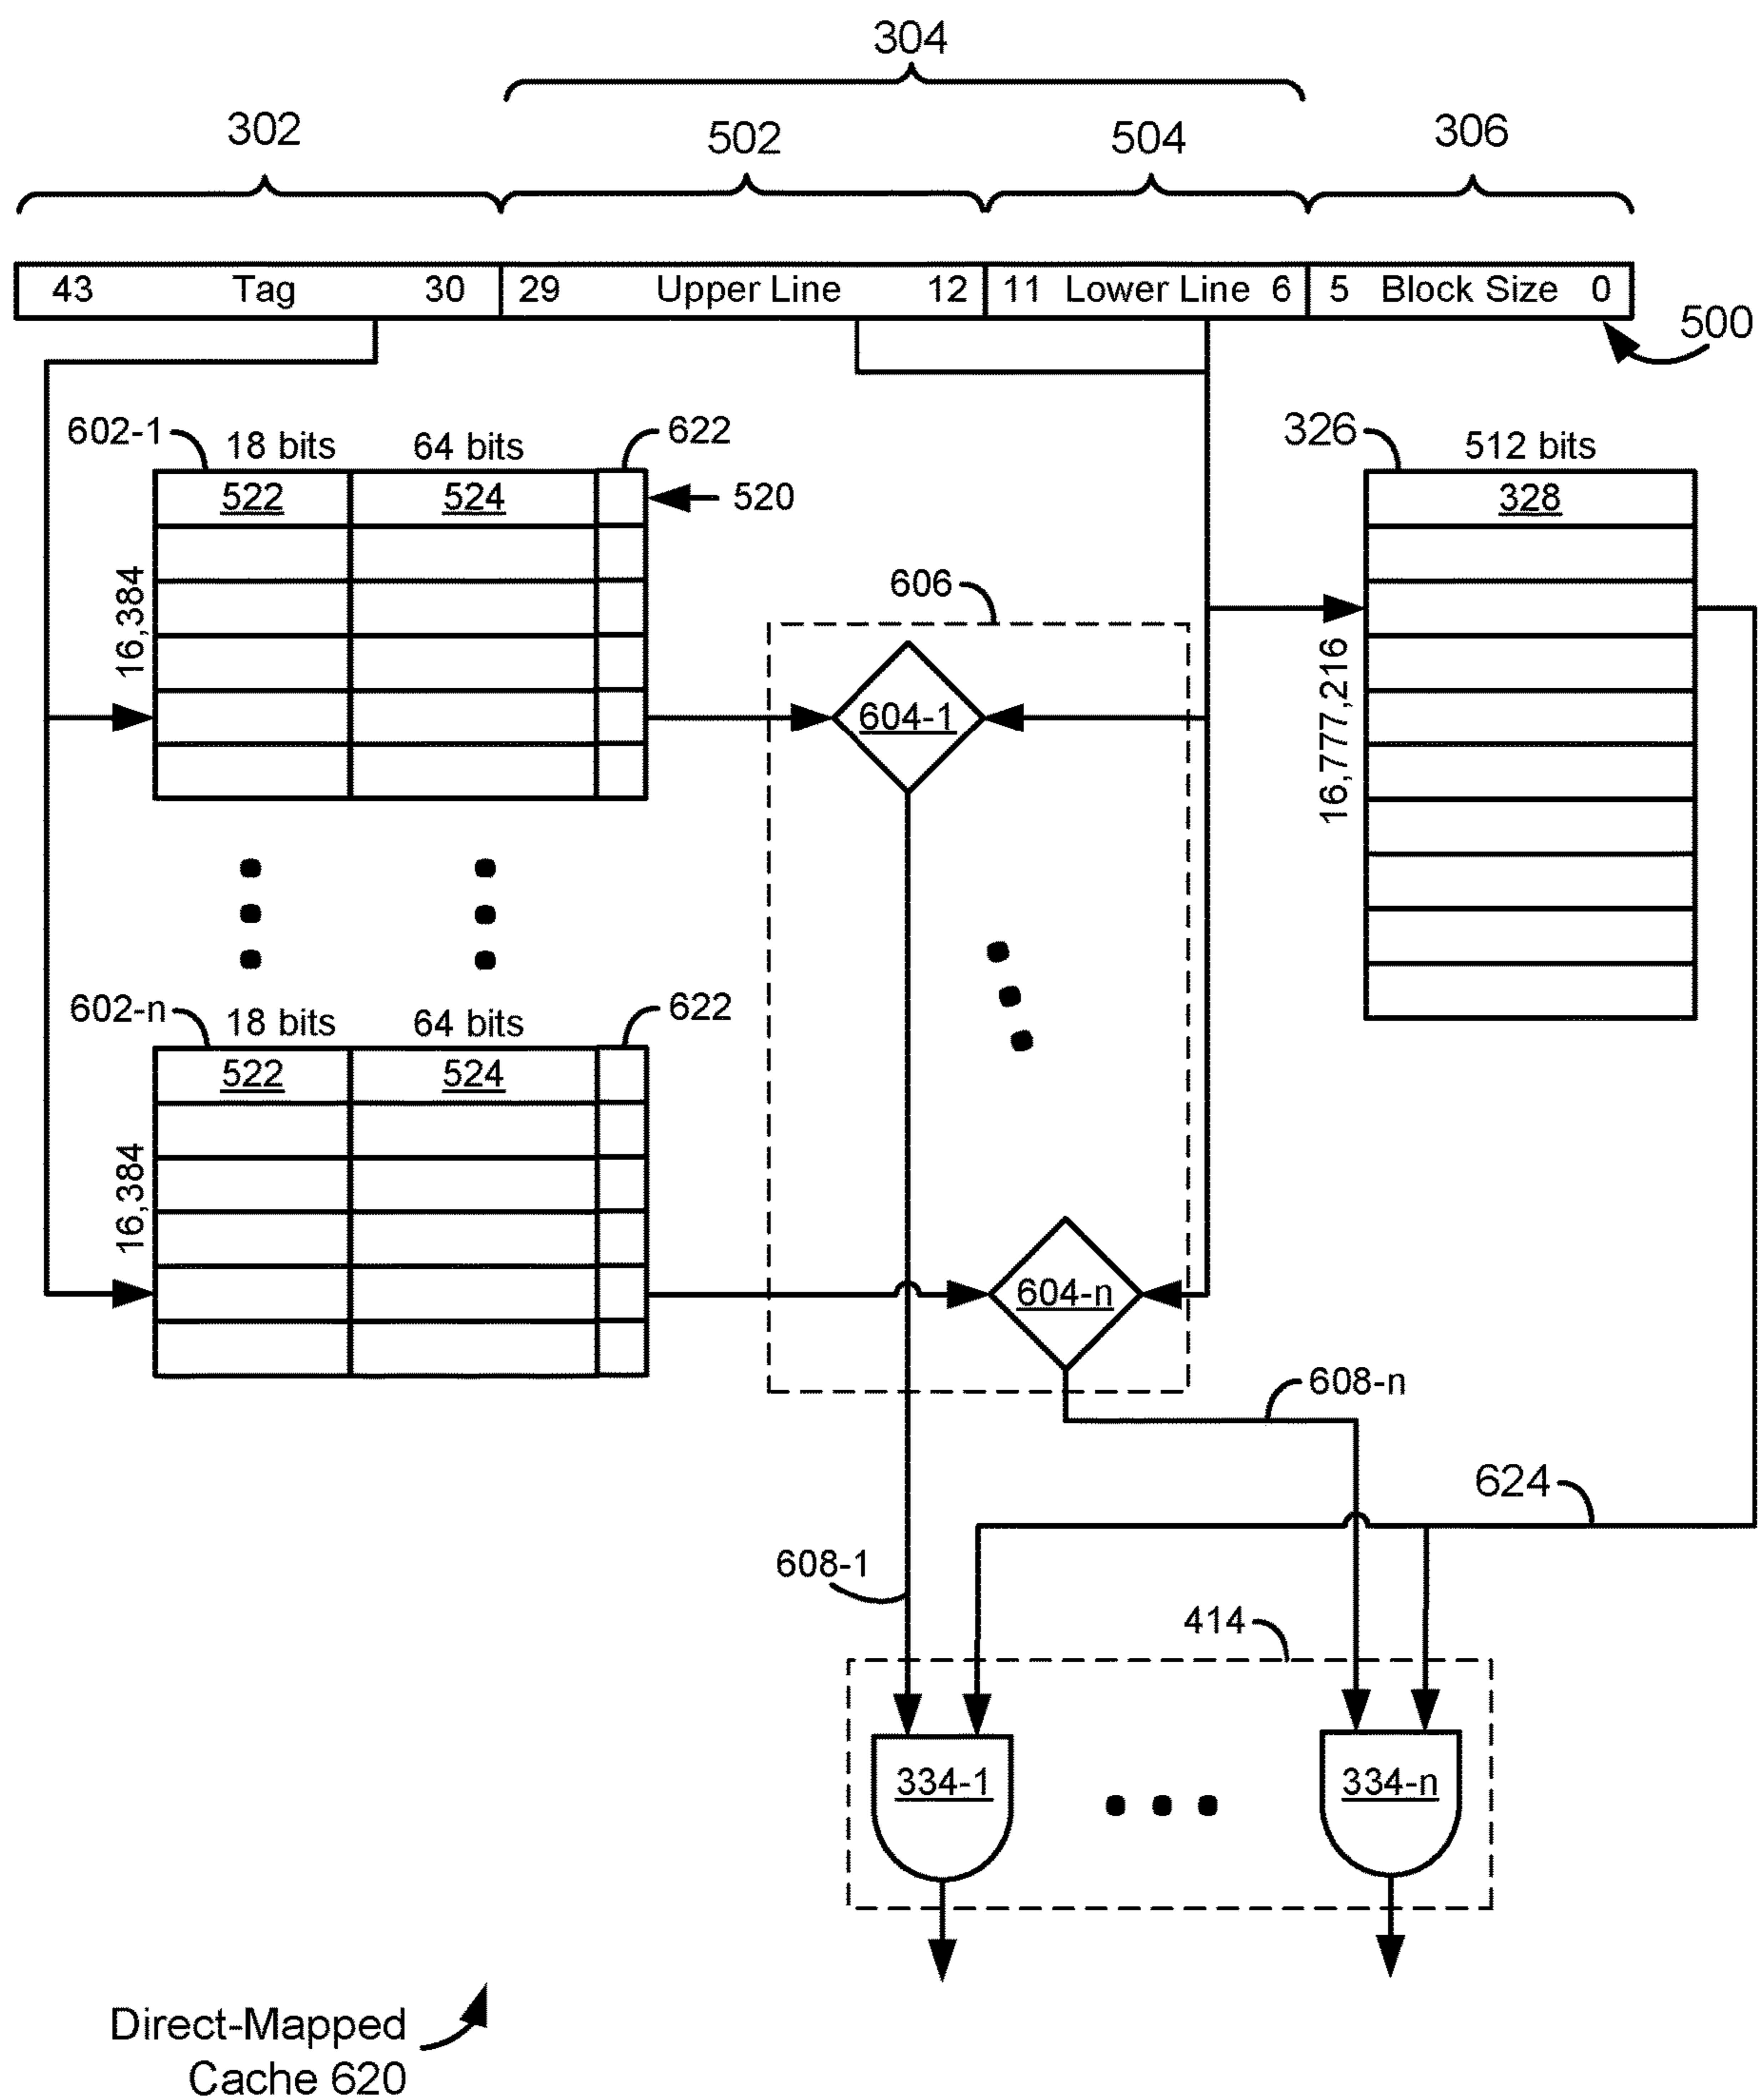 304
302
502
504
306
43 Tag 30 29 Upper Line 12 11 Lower Line 6 5 Block Size 0
500
602-1 18 bits 64 bits 622
522 524 520
16,384
326 512 bits
328
16,777,216
606
604-1
602-n 18 bits 64 bits 622
522 524
16,384
604-n
608-n
624
608-1
414
334-1 334-n
Direct-Mapped
Cache 620